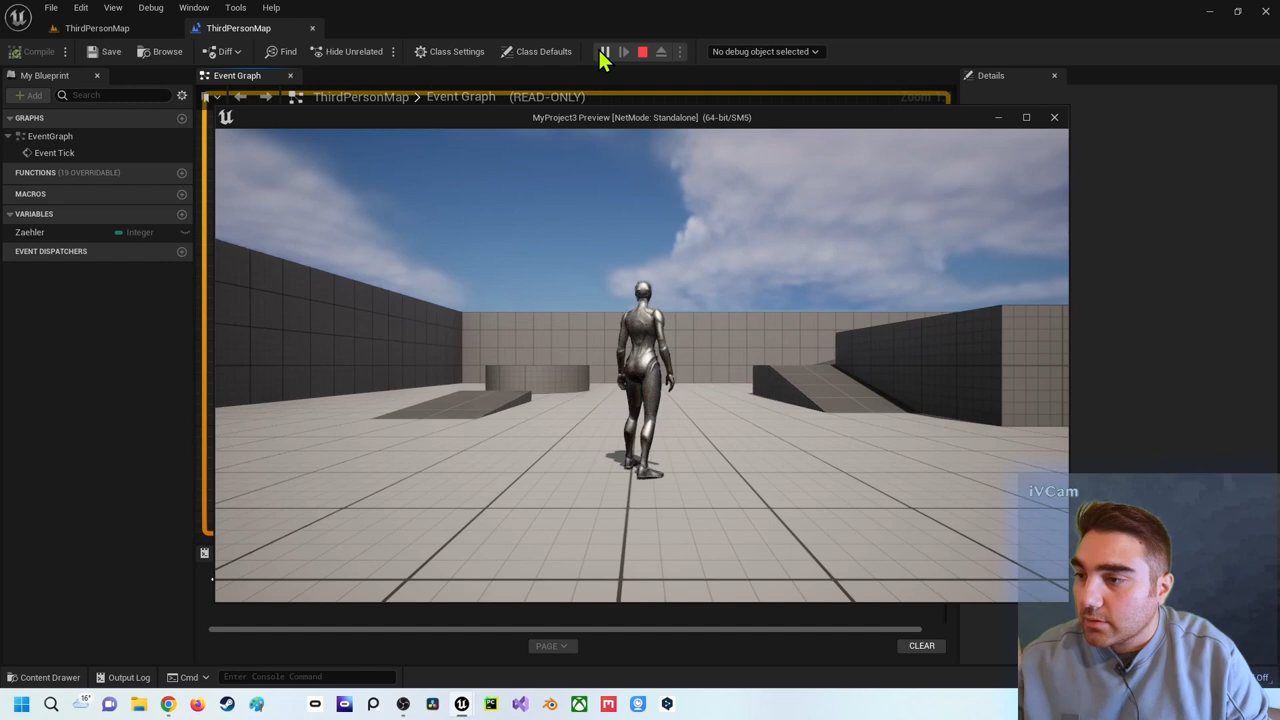 File Edit View Debug Window Tools Help
ThirdPersonMap ThirdPersonMap
Compile Save Browse Diff Find Hide Unrelated Class Settings Class Defaults No debug object selected
My Blueprint Event Graph Details
Add Search ThirdPersonMap > Event Graph (READ-ONLY) Zoom
MyProject3 Preview [NetMode: Standalone] (64-bit/SM5)
GRAPHS
EventGraph
Event Tick
FUNCTIONS (19 OVERRIDABLE)
MACROS
VARIABLES
Zaehler Integer
EVENT DISPATCHERS
iVCam
PAGE CLEAR
Content Drawer Output Log Cmd Enter Console Command Off
16°